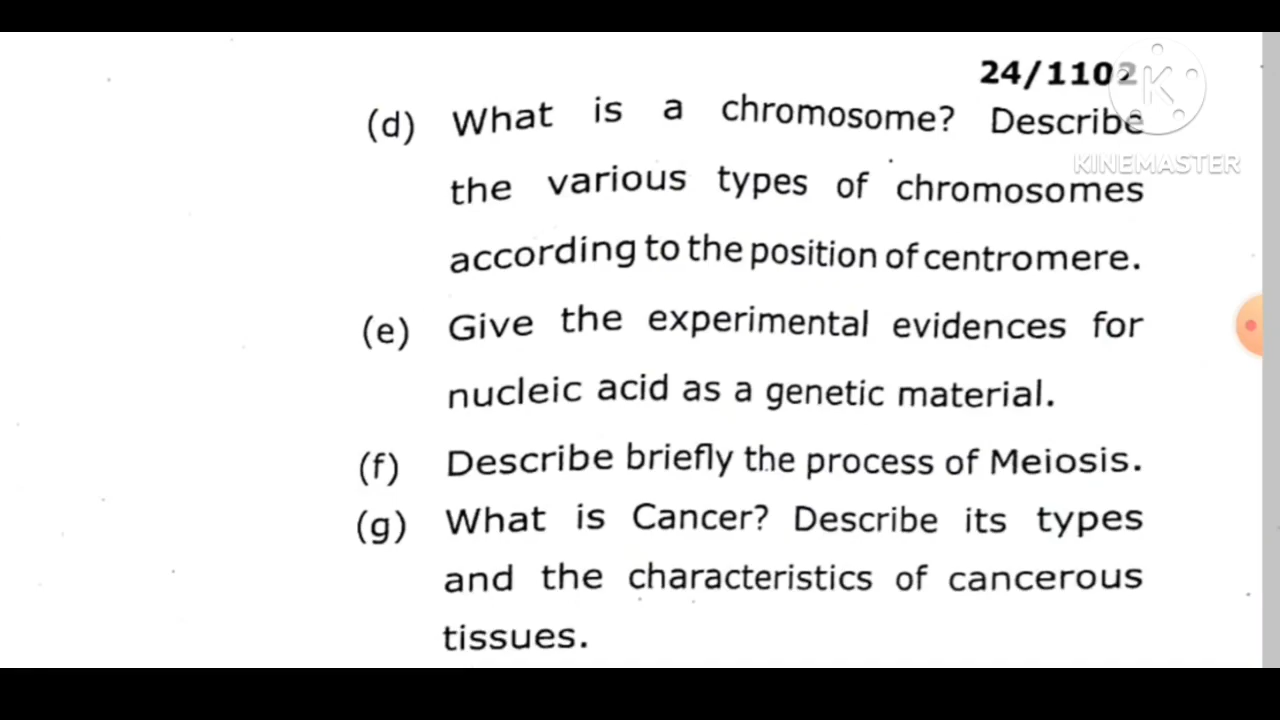 24/1102
(d) What is a chromosome? Describe
the various types of chromosomes
according to the position of centromere.
(e) Give the experimental evidences for
nucleic acid as a genetic material.
(f) Describe briefly the process of Meiosis.
(g) What is Cancer? Describe its types
and the characteristics of cancerous
tissues.
K
KINEMASTER